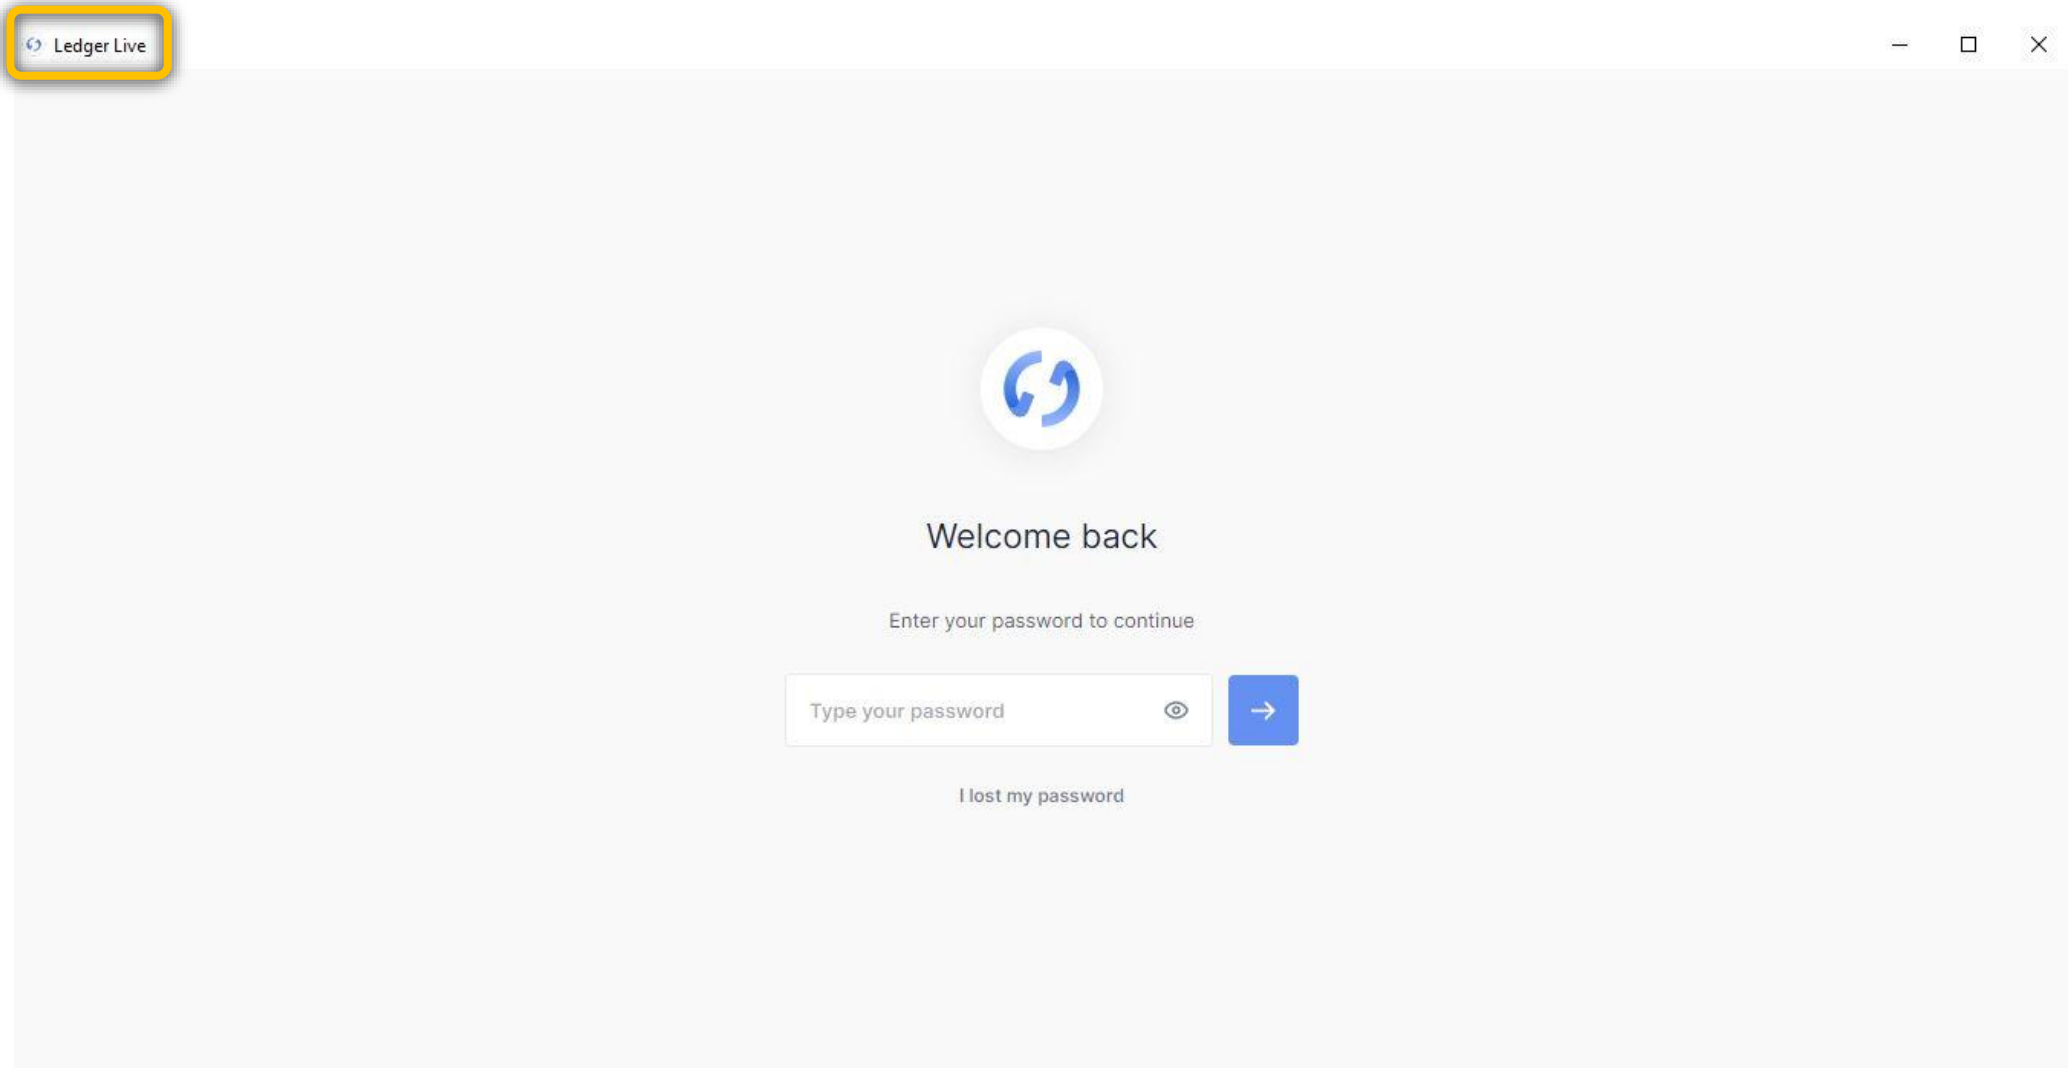 Ledger Live
Welcome back
Enter your password to continue
Type your password
I lost my password